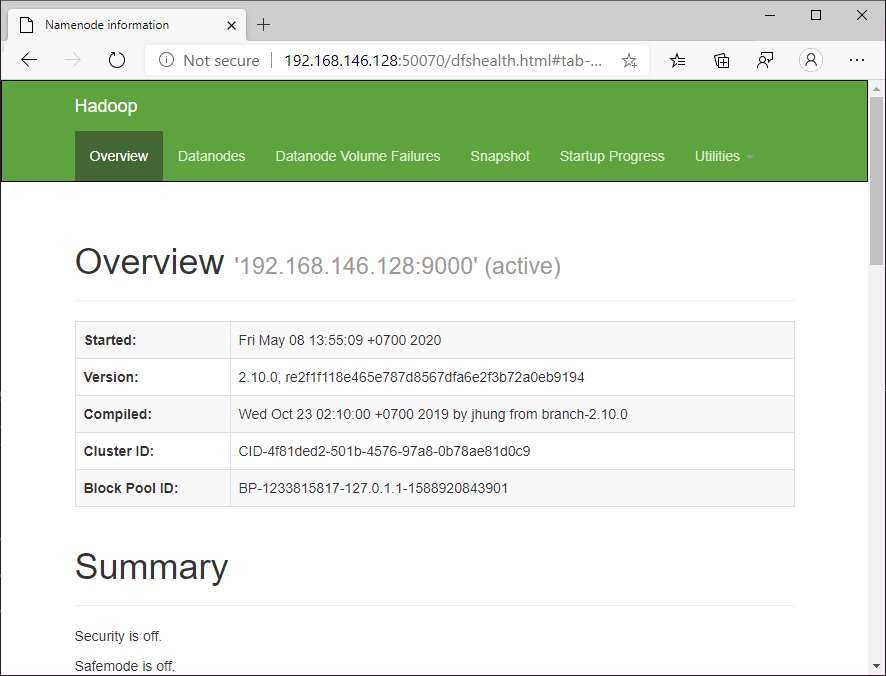 Namenode information
Not secure | 192.168.146.128:50070/dfshealth.html#tab-...
Hadoop
Overview Datanodes Datanode Volume Failures Snapshot Startup Progress Utilities
Overview '192.168.146.128:9000' (active)
Started: Fri May 08 13:55:09 +0700 2020
Version: 2.10.0, re2f1f118e465e787d8567dfa6e2f3b72a0eb9194
Compiled: Wed Oct 23 02:10:00 +0700 2019 by jhung from branch-2.10.0
Cluster ID: CID-4f81ded2-501b-4576-97a8-0b78ae81d0c9
Block Pool ID: BP-1233815817-127.0.1.1-1588920843901
Summary
Security is off.
Safemode is off.